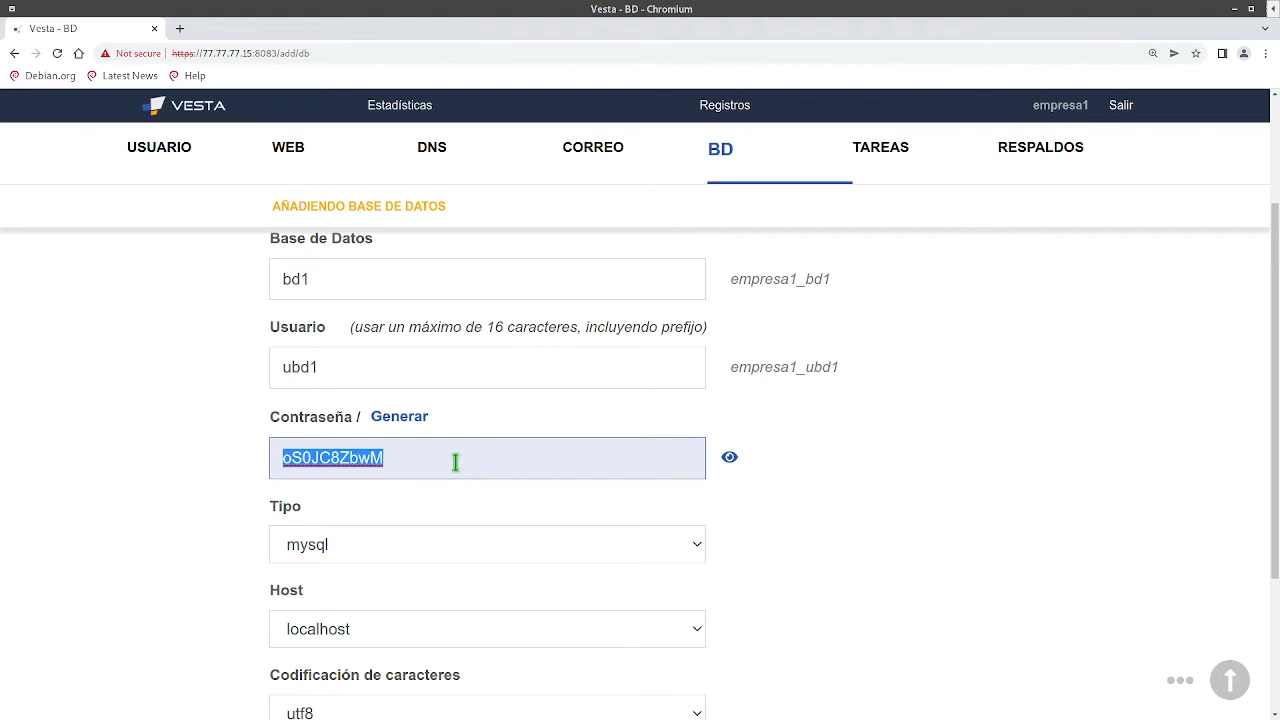 Vesta - BD - Chromium
Vesta - BD
Not secure | https://77.77.77.15:8083/add/db
Debian.org Latest News Help
VESTA Estadísticas Registros empresa1 Salir
USUARIO WEB DNS CORREO BD TAREAS RESPALDOS
AÑADIENDO BASE DE DATOS
Base de Datos
bd1 empresa1_bd1
Usuario (usar un máximo de 16 caracteres, incluyendo prefijo)
ubd1 empresa1_ubd1
Contraseña / Generar
oS0JC8ZbwM
Tipo
mysql
Host
localhost
Codificación de caracteres
utf8